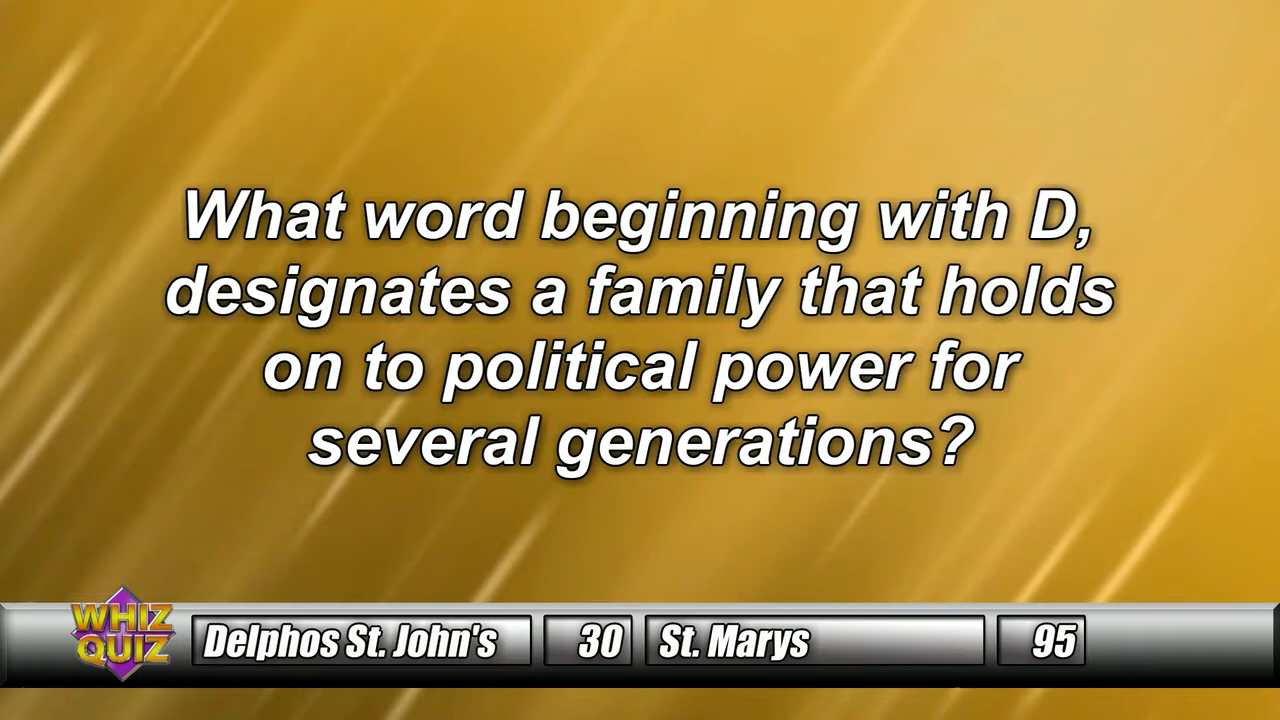 What word beginning with D,
designates a family that holds
on to political power for
several generations?
WHIZ
QUIZ
Delphos St. John's 30 St. Marys 95